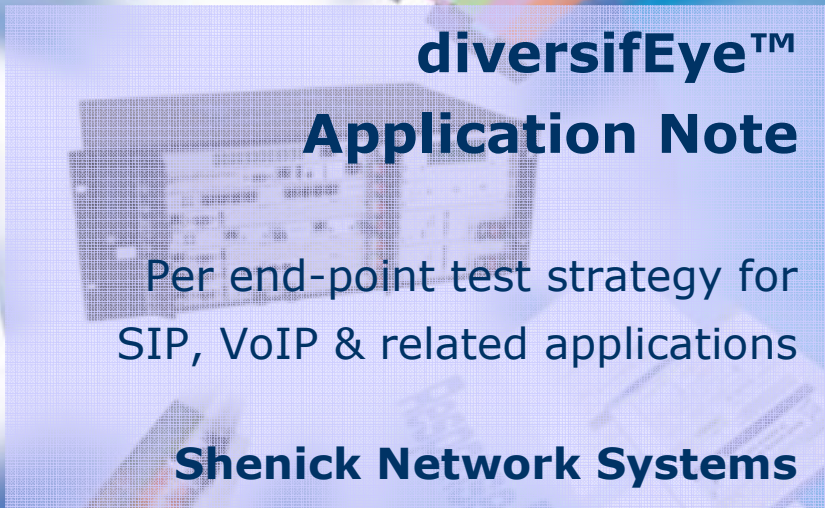 diversifEye™
Application Note
Per end-point test strategy for
SIP, VoIP & related applications
Shenick Network Systems